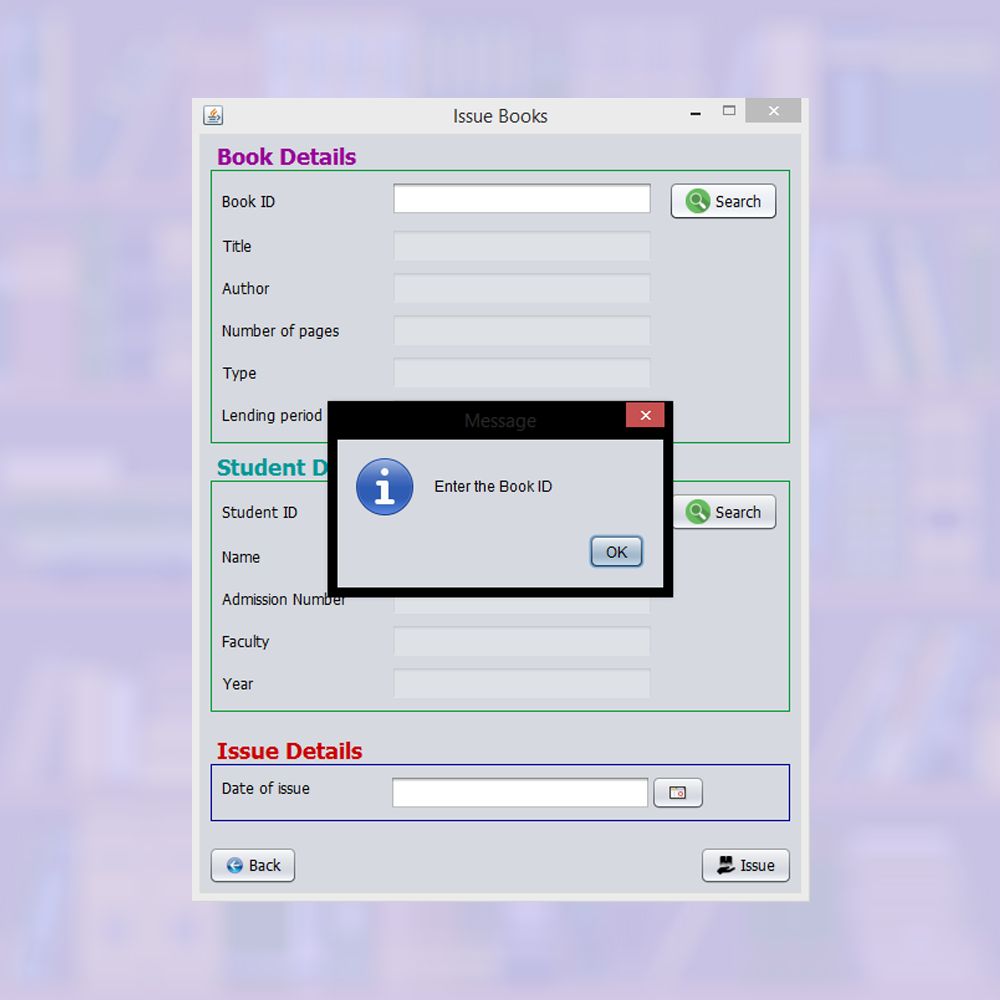 Issue Books
Book Details
Book ID
Search
Title
Author
Number of pages
Type
Lending period
Message
Enter the Book ID
OK
Student D
Student ID
Search
Name
Admission Number
Faculty
Year
Issue Details
Date of issue
Back
Issue